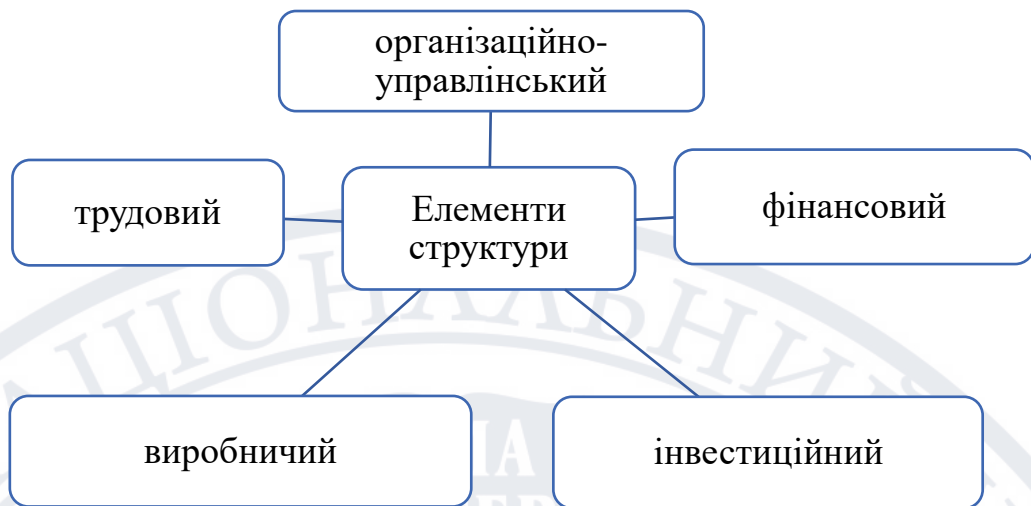 організаційно-
управлінський
трудовий
Елементи
структури
фінансовий
виробничий
інвестиційний